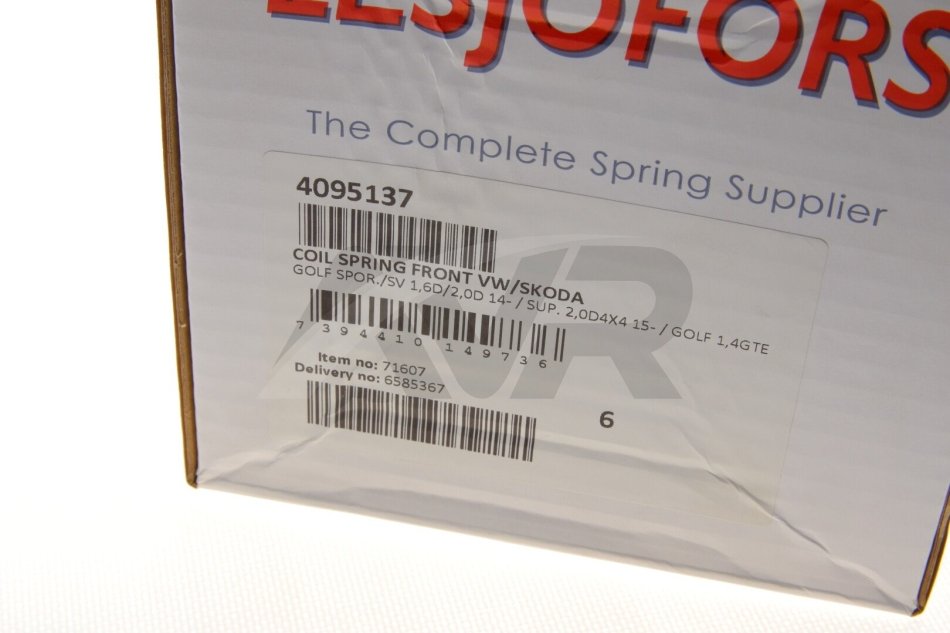 LESJÖFORS
The Complete Spring Supplier
4095137
COIL SPRING FRONT VW/SKODA
GOLF SPOR./SV 1,6D/2,0D 14- / SUP. 2,0D4X4 15- / GOLF 1,4GTE
7 394410 149736
Item no: 71607
Delivery no: 6585367
6